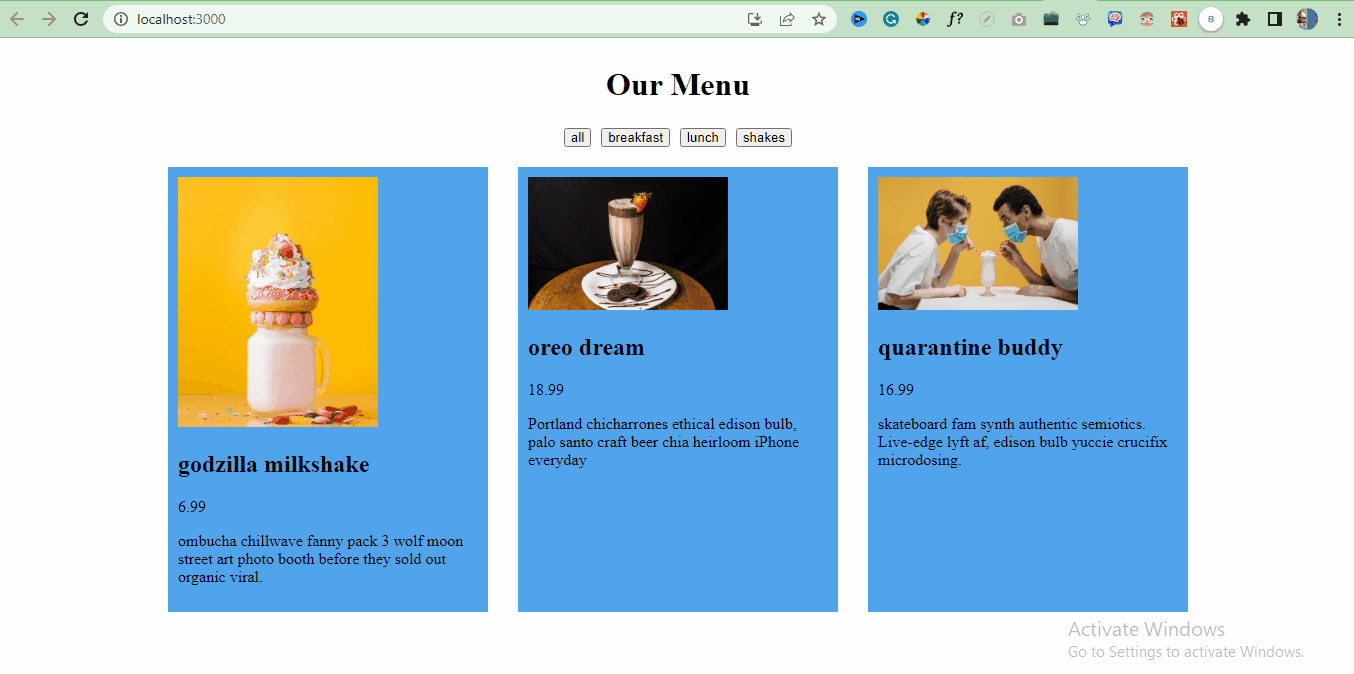 localhost:3000
f?
B
Our Menu
all breakfast lunch shakes
godzilla milkshake
6.99
ombucha chillwave fanny pack 3 wolf moon
street art photo booth before they sold out
organic viral.
oreo dream
18.99
Portland chicharrones ethical edison bulb,
palo santo craft beer chia heirloom iPhone
everyday
quarantine buddy
16.99
skateboard fam synth authentic semiotics.
Live-edge lyft af, edison bulb yuccie crucifix
microdosing.
Activate Windows
Go to Settings to activate Windows.